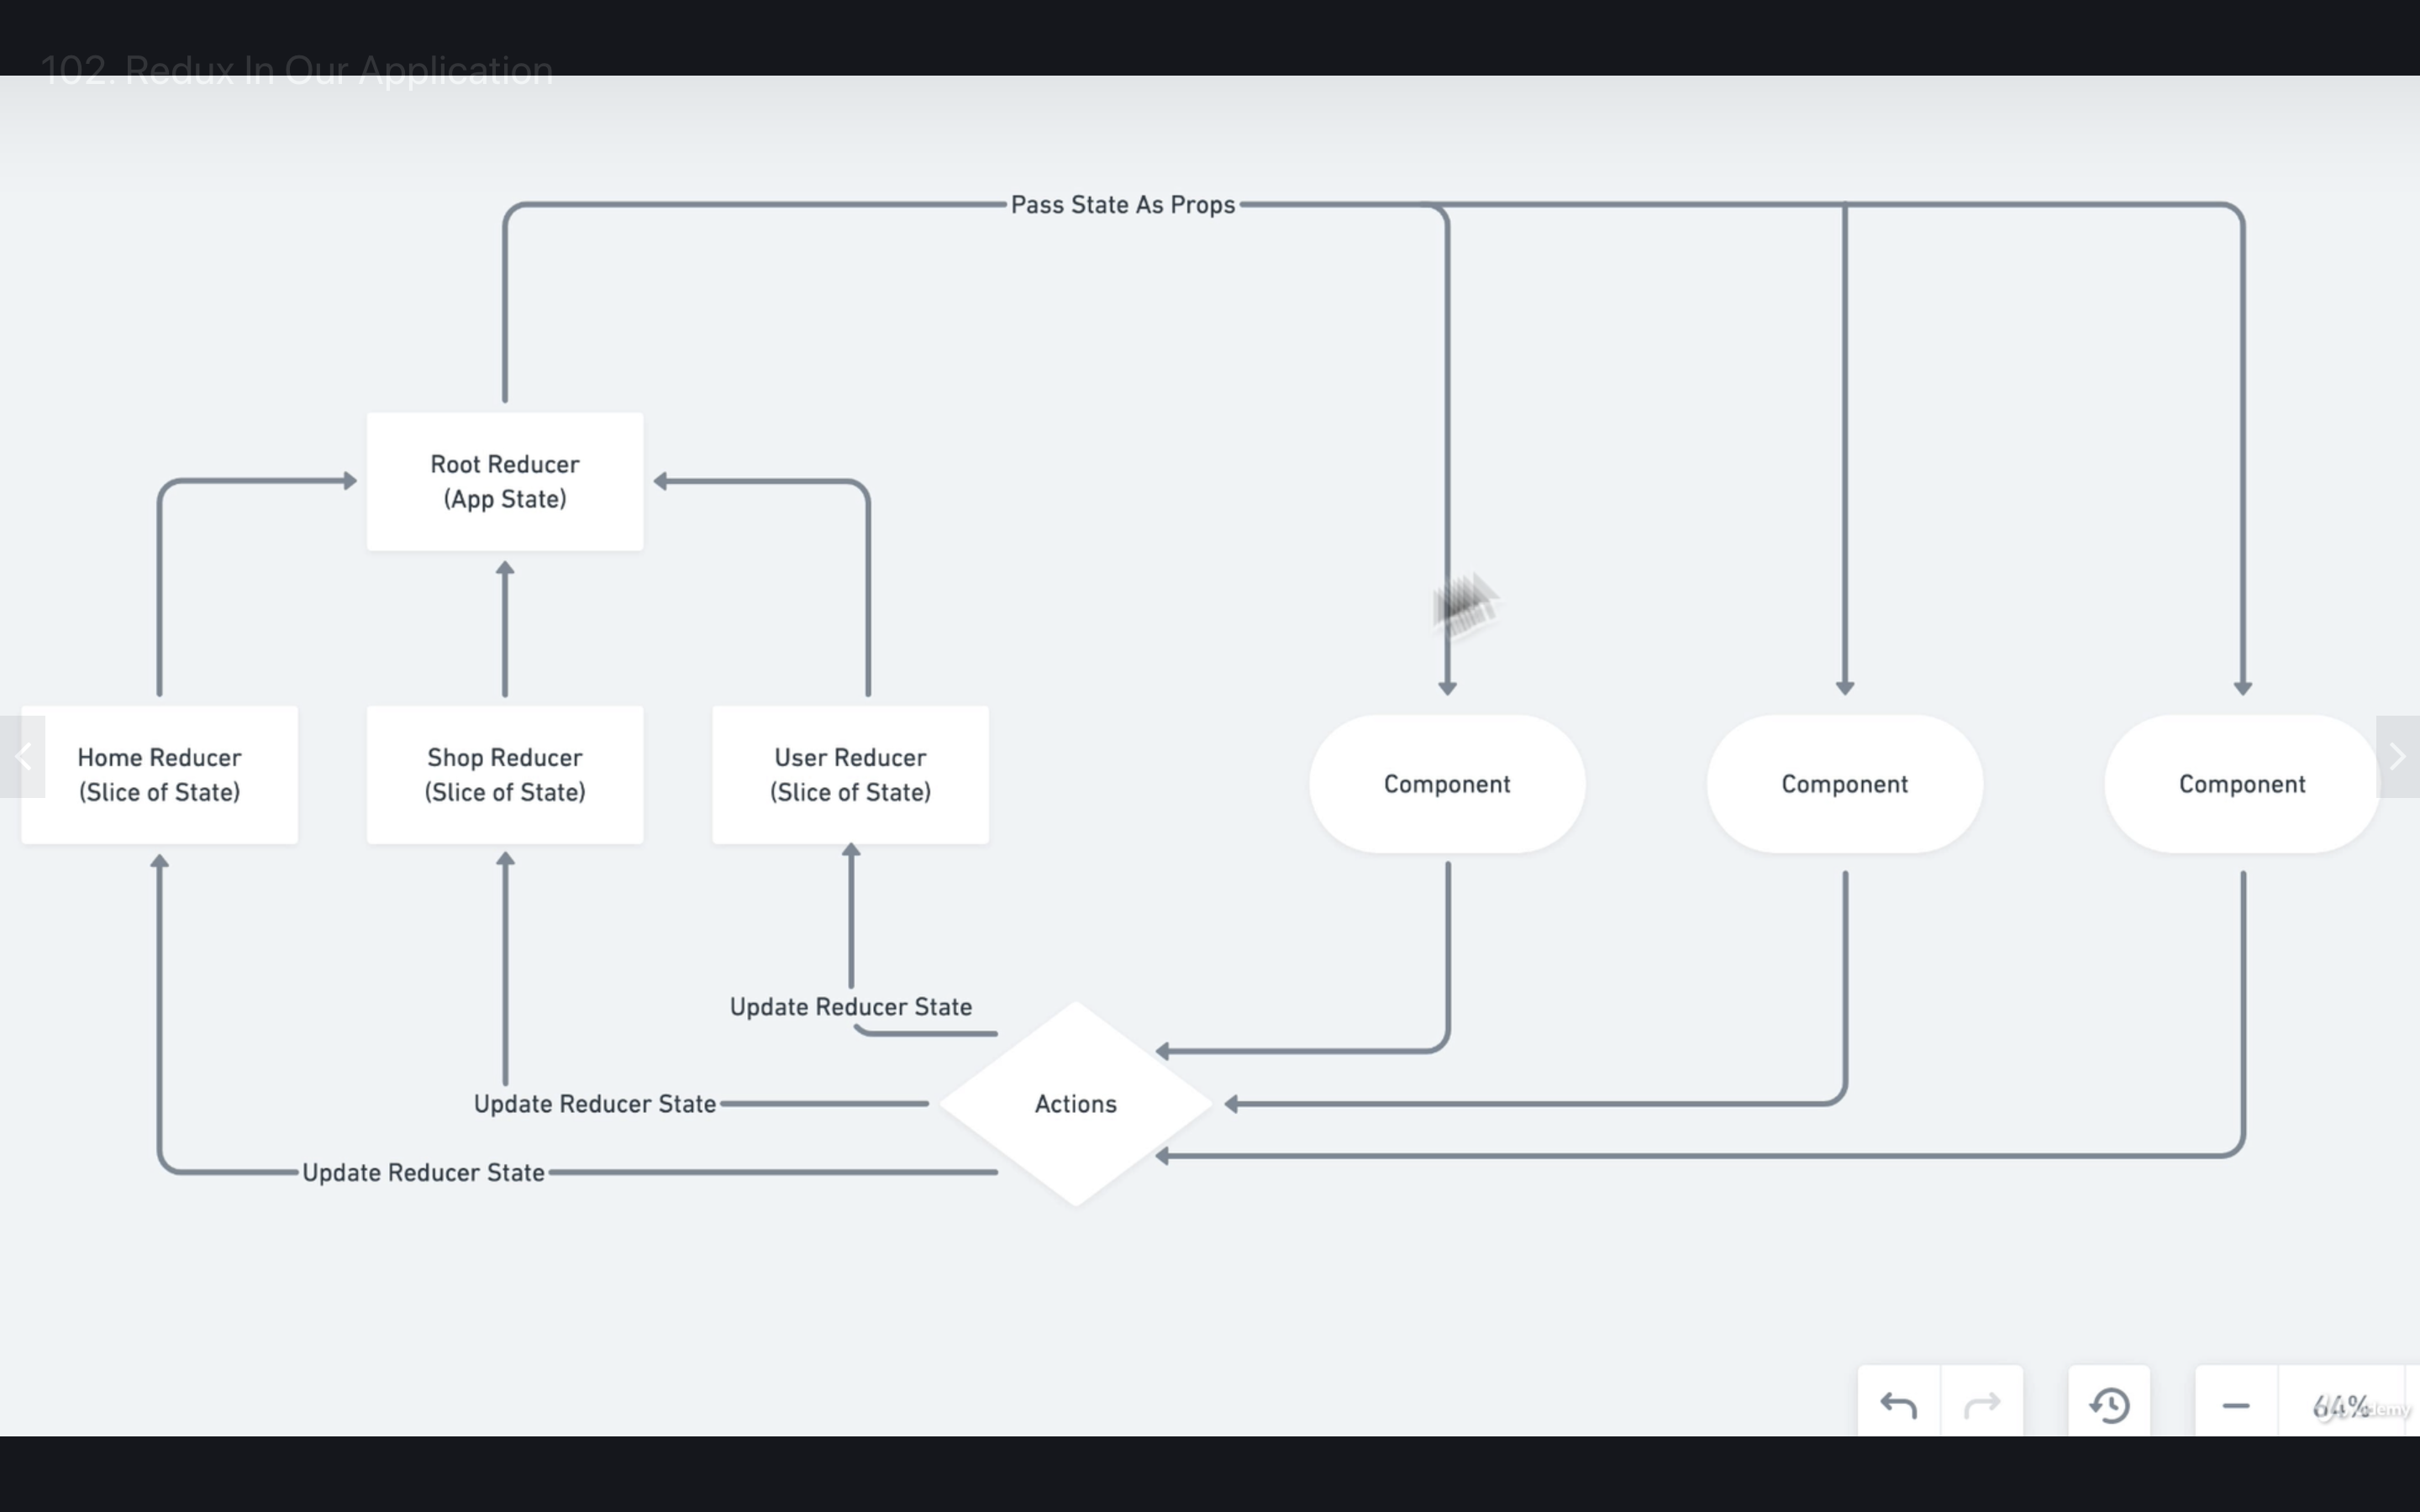 102. Redux In Our Application
Pass State As Props
Root Reducer
(App State)
Home Reducer
(Slice of State)
Shop Reducer
(Slice of State)
User Reducer
(Slice of State)
Component
Component
Component
Update Reducer State
Update Reducer State
Actions
Update Reducer State
64%